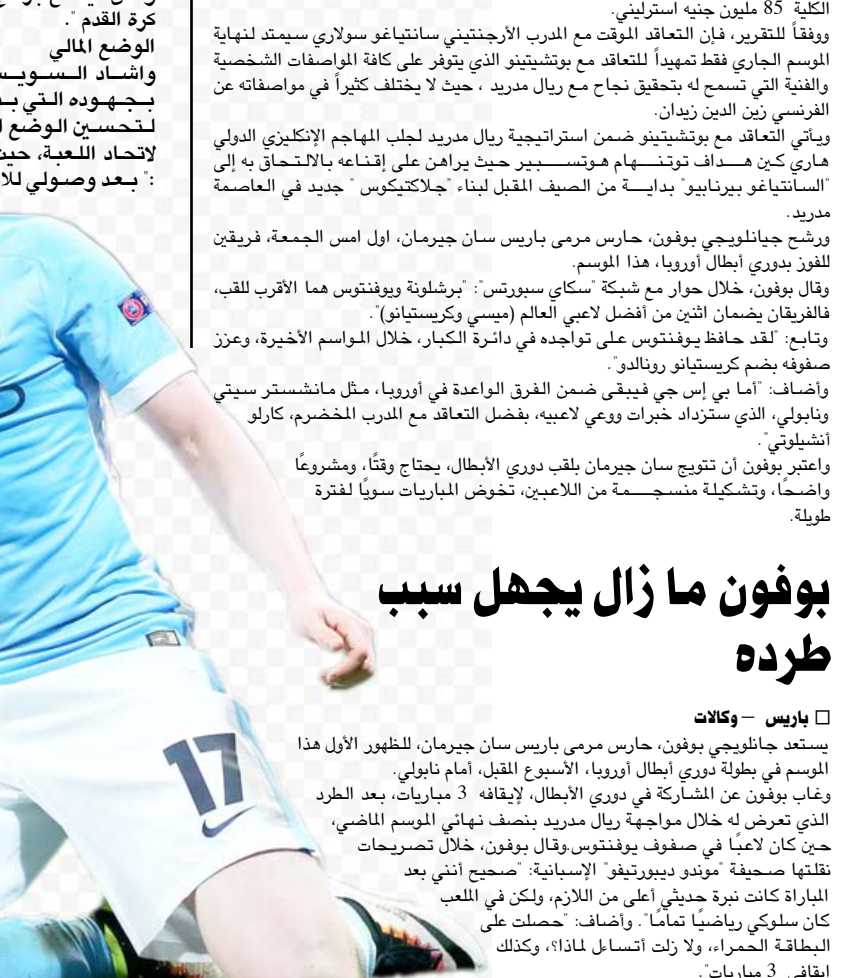 الكلية 85 مليون جنيه استرليني.
ووفقاً للتقرير، فإن التعاقد الموقت مع المدرب الأرجنتيني سانتياغو سولاري سيمتد لنهاية
الموسم الجاري فقط تمهيداً للتعاقد مع بوتشيتينو الذي يتوفر على كافة المواصفات الشخصية
والفنية التي تسمح له بتحقيق نجاح مع ريال مدريد ، حيث لا يختلف كثيراً في مواصفاته عن
الفرنسي زين الدين زيدان.
ويأتي التعاقد مع بوتشيتينو ضمن استراتيجية ريال مدريد لجلب المهاجم الإنكليزي الدولي
هاري كين هداف توتنهام هوتسبير حيث يراهن على إقناعه بالالتحاق به إلى
"السانتياغو بيرنابيو" بداية من الصيف المقبل لبناء "جلاكتيكوس " جديد في العاصمة
مدريد.
ورشح جيانلويجي بوفون، حارس مرمى باريس سان جيرمان، اول امس الجمعة، فريقين
للفوز بدوري أبطال أوروبا، هذا الموسم.
وقال بوفون، خلال حوار مع شبكة "سكاي سبورتس": "برشلونة ويوفنتوس هما الأقرب للقب،
فالفريقان يضمان اثنين من أفضل لاعبي العالم (ميسي وكريستيانو)".
وتابع: "لقد حافظ يوفنتوس على تواجده في دائرة الكبار، خلال المواسم الأخيرة، وعزز
صفوفه بضم كريستيانو رونالدو".
وأضاف: "أما بي إس جي فيبقى ضمن الفرق الواعدة في أوروبا، مثل مانشستر سيتي
ونابولي، الذي ستزداد خبرات ووعي لاعبيه، بفضل التعاقد مع المدرب المخضرم، كارلو
أنشيلوتي".
واعتبر بوفون أن تتويج سان جيرمان بلقب دوري الأبطال، يحتاج وقتًا، ومشروعًا
واضحًا، وتشكيلة منسجمة من اللاعبين، تخوض المباريات سويًا لفترة
طويلة.
بوفون ما زال يجهل سبب
طرده
□ باريس – وكالات
يستعد جانلويجي بوفون، حارس مرمى باريس سان جيرمان، للظهور الأول هذا
الموسم في بطولة دوري أبطال أوروبا، الأسبوع المقبل، أمام نابولي.
وغاب بوفون عن المشاركة في دوري الأبطال، لإيقافه 3 مباريات، بعد الطرد
الذي تعرض له خلال مواجهة ريال مدريد بنصف نهائي الموسم الماضي،
حين كان لاعبًا في صفوف يوفنتوس.وقال بوفون، خلال تصريحات
نقلتها صحيفة "موندو ديبورتيفو" الإسبانية: "صحيح أنني بعد
المباراة كانت نبرة حديثي أعلى من اللازم، ولكن في الملعب
كان سلوكي رياضيًا تمامًا". وأضاف: "حصلت على
البطاقة الحمراء، ولا زلت أتساءل لماذا؟، وكذلك
إيقافي 3 مباريات".
كرة القدم ".
الوضع المالي
واشاد
بجهوده التي
لتحسين الوضع
لاتحاد اللعبة،
:" بعد وصولي
17